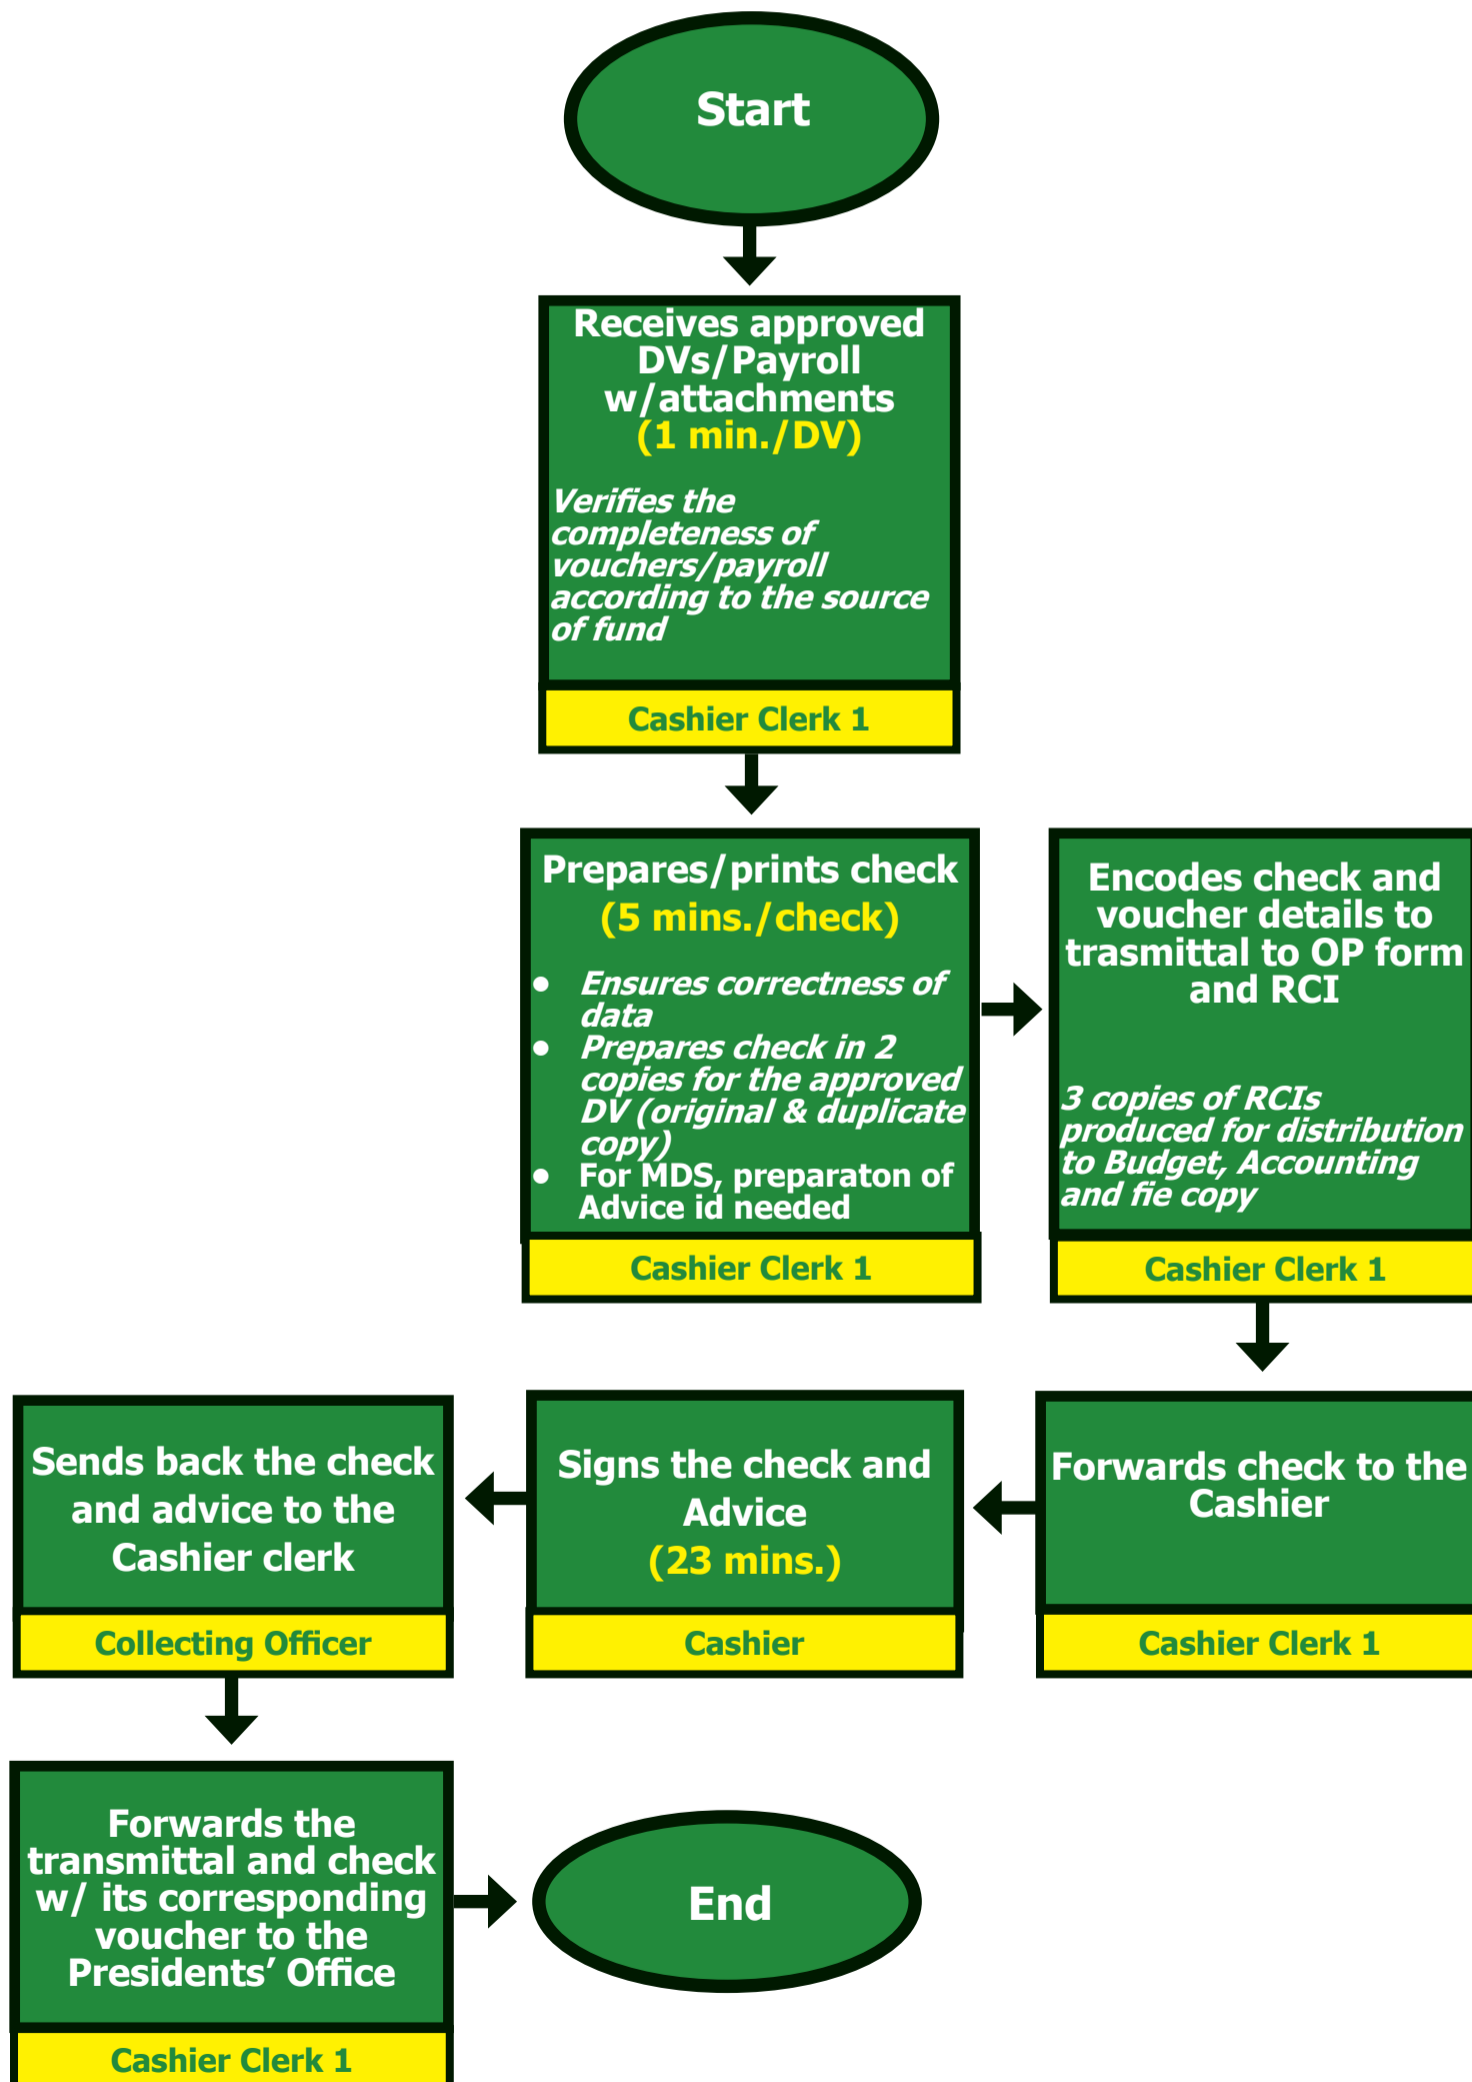 Start
Receives approved
DVs/Payroll
w/attachments
(1 min./DV)
Verifies the
completeness of
vouchers/payroll
according to the source
of fund
Cashier Clerk 1
Prepares/prints check
(5 mins./check)
● Ensures correctness of
data
● Prepares check in 2
copies for the approved
DV (original & duplicate
copy)
● For MDS, preparaton of
Advice id needed
Cashier Clerk 1
Encodes check and
voucher details to
trasmittal to OP form
and RCI
3 copies of RCIs
produced for distribution
to Budget, Accounting
and fie copy
Cashier Clerk 1
Forwards check to the
Cashier
Cashier Clerk 1
Signs the check and
Advice
(23 mins.)
Cashier
Sends back the check
and advice to the
Cashier clerk
Collecting Officer
Forwards the
transmittal and check
w/ its corresponding
voucher to the
Presidents’ Office
Cashier Clerk 1
End